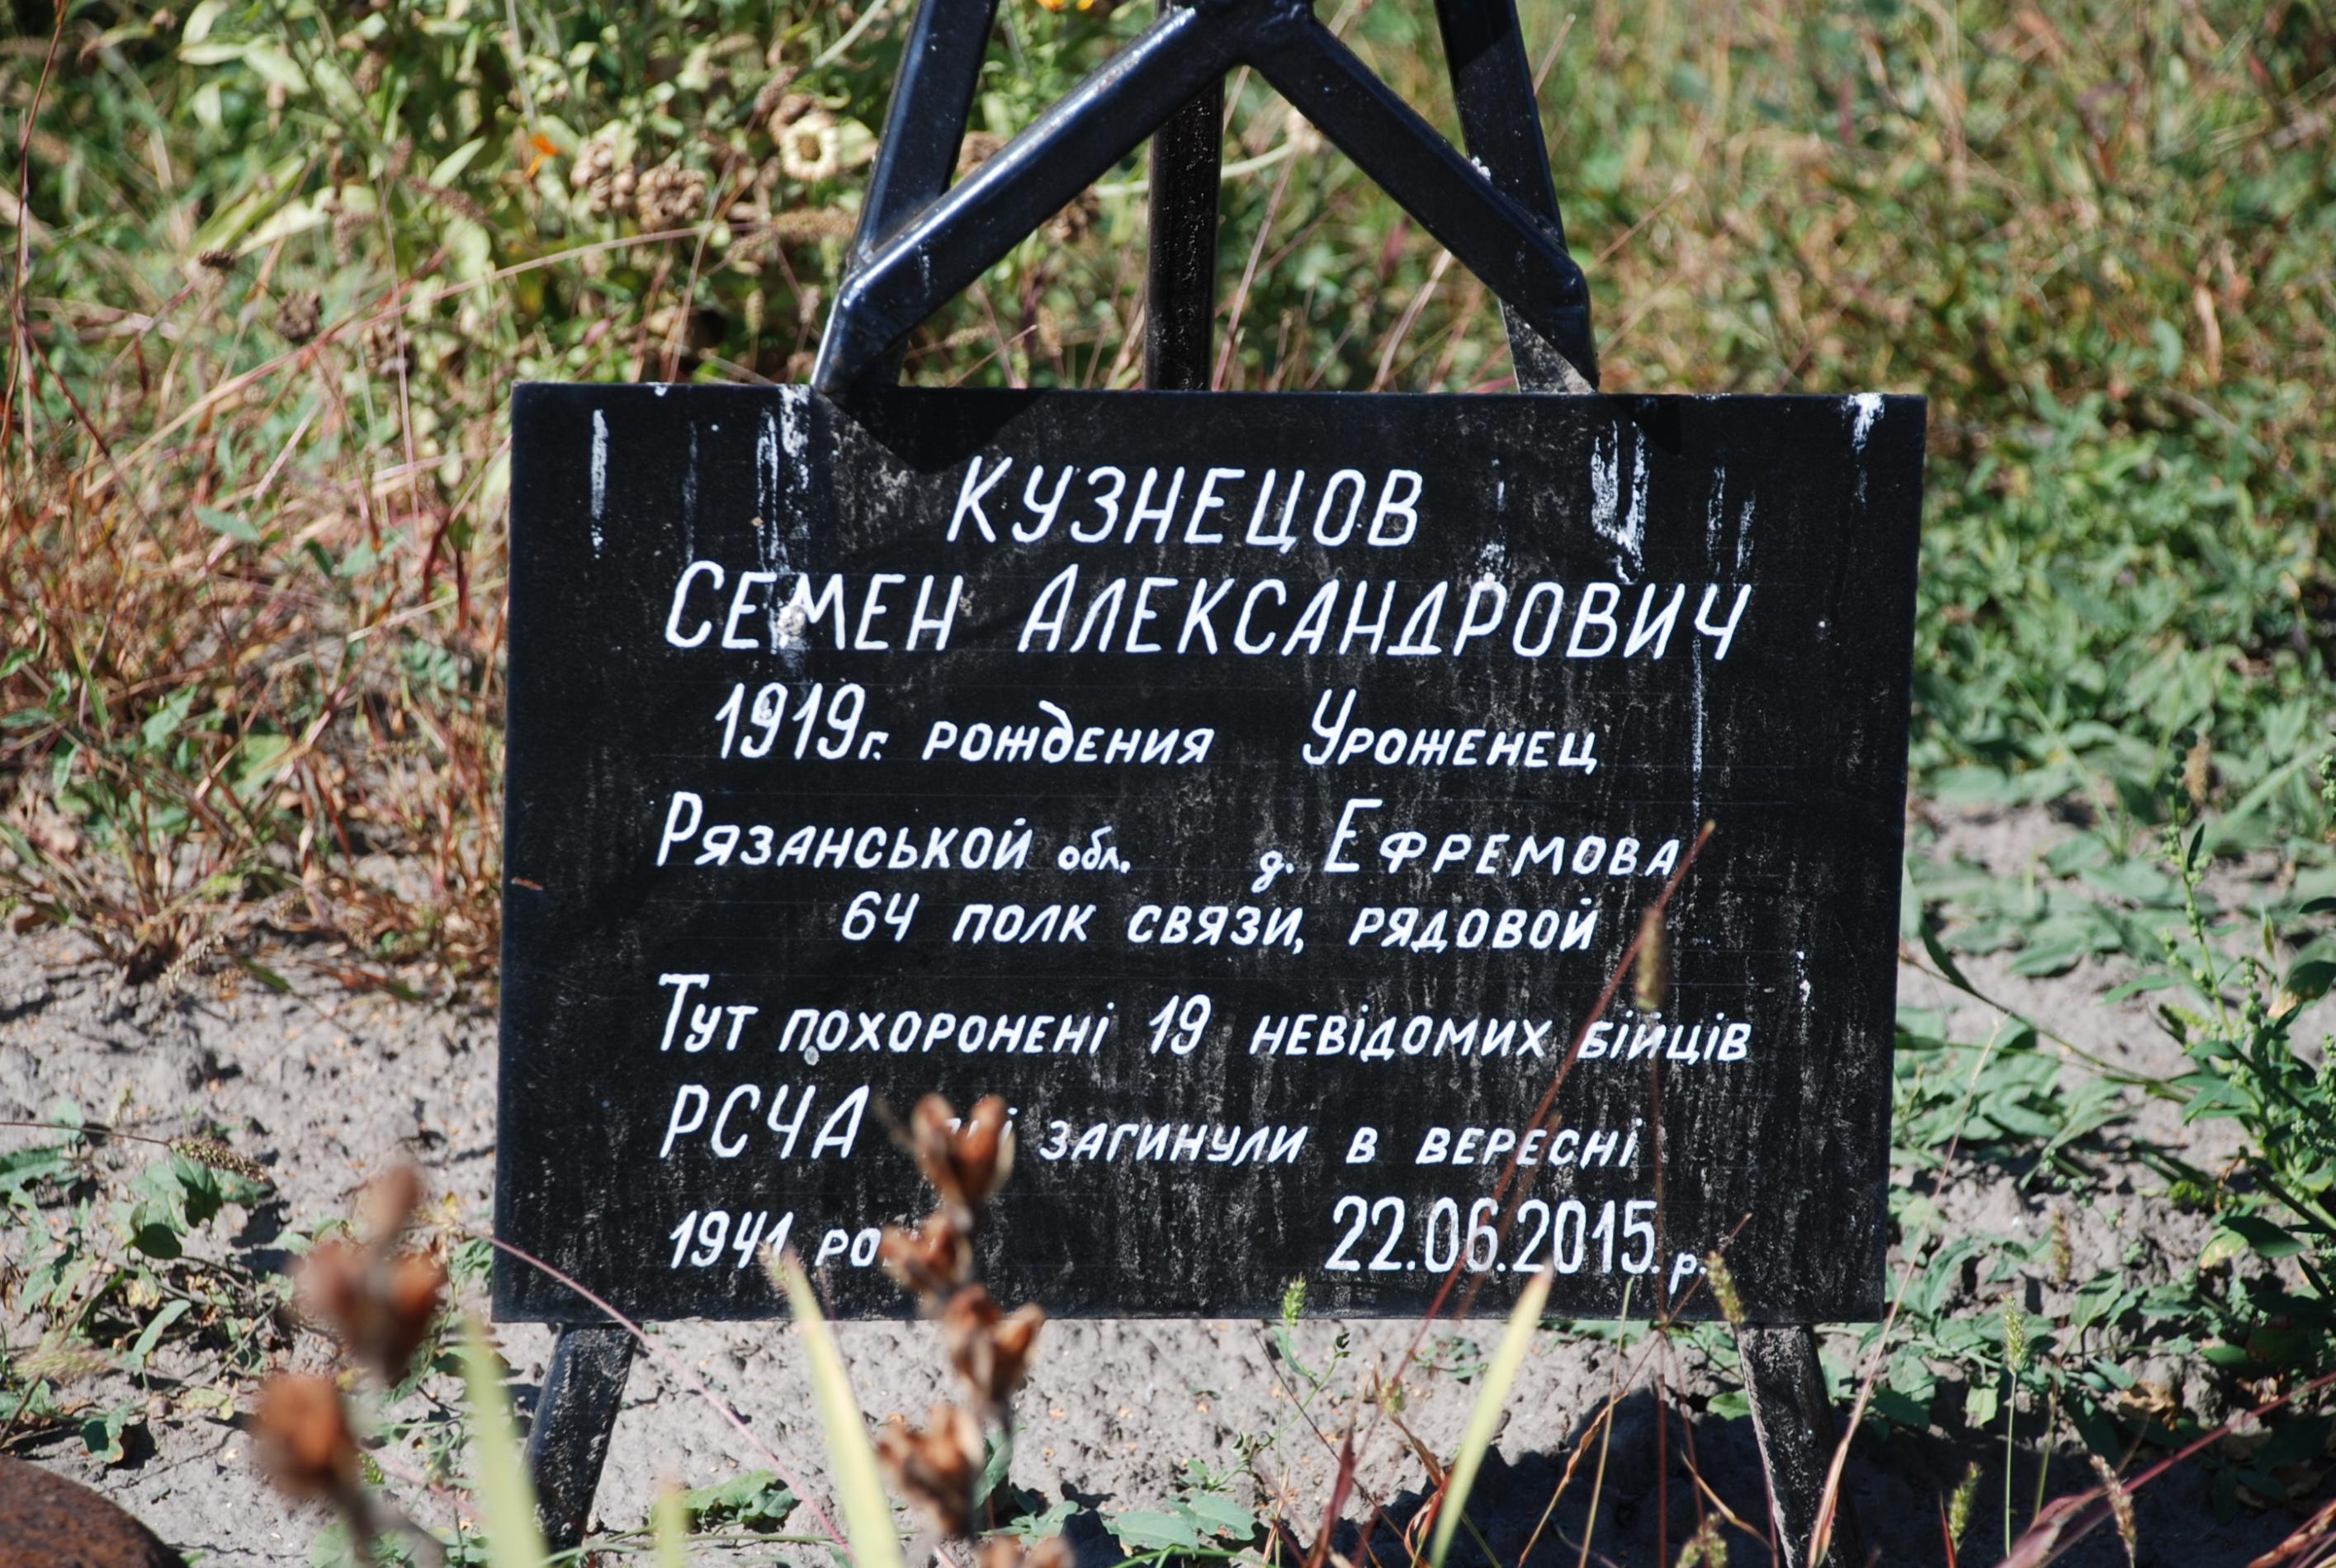 КУЗНЕЦОВ
СЕМЕН АЛЕКСАНДРОВИЧ
1919г. рождения Уроженец
Рязанськой обл. д. Ефремова
64 полк связи, рядовой
Тут похоронені 19 невідомих бійців
РСЧА загинули в вересні
1941 22.06.2015.р.